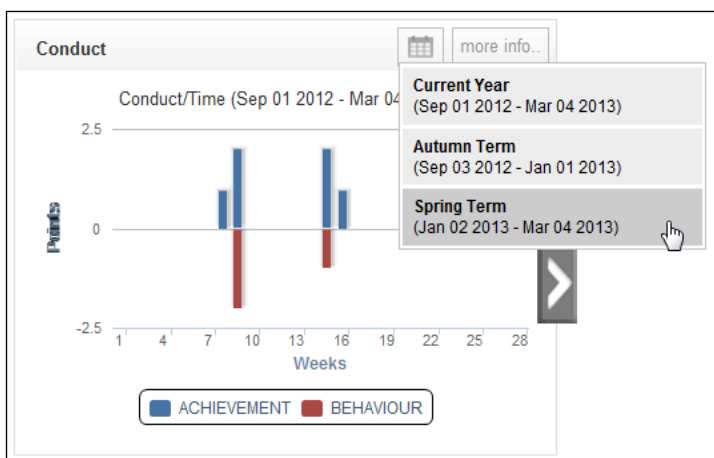 Conduct
more info..
Conduct/Time (Sep 01 2012 - Mar 04
Current Year
(Sep 01 2012 - Mar 04 2013)
Autumn Term
(Sep 03 2012 - Jan 01 2013)
Spring Term
(Jan 02 2013 - Mar 04 2013)
2.5
0
-2.5
Points
1 4 7 10 13 16 19 22 25 28
Weeks
ACHIEVEMENT BEHAVIOUR